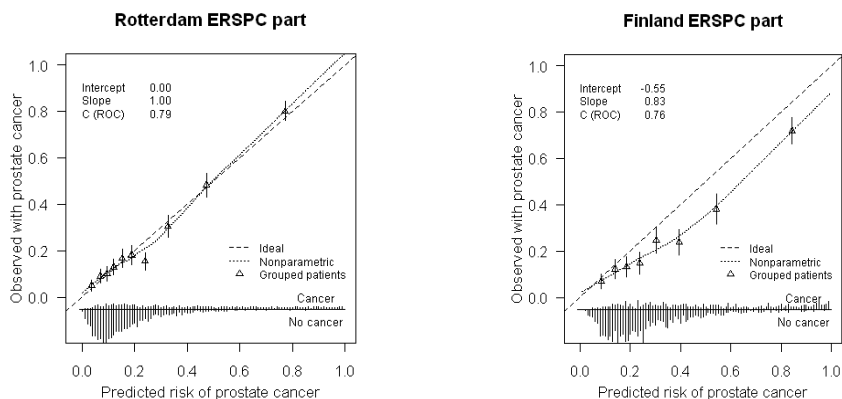 Rotterdam ERSPC part
Intercept 0.00
Slope 1.00
C (ROC) 0.79
Observed with prostate cancer
1.0
0.8
0.6
0.4
0.2
0.0
Ideal
Nonparametric
Grouped patients
Cancer
No cancer
0.0 0.2 0.4 0.6 0.8 1.0
Predicted risk of prostate cancer
Finland ERSPC part
Intercept -0.55
Slope 0.83
C (ROC) 0.76
Observed with prostate cancer
1.0
0.8
0.6
0.4
0.2
0.0
Ideal
Nonparametric
Grouped patients
Cancer
No cancer
0.0 0.2 0.4 0.6 0.8 1.0
Predicted risk of prostate cancer